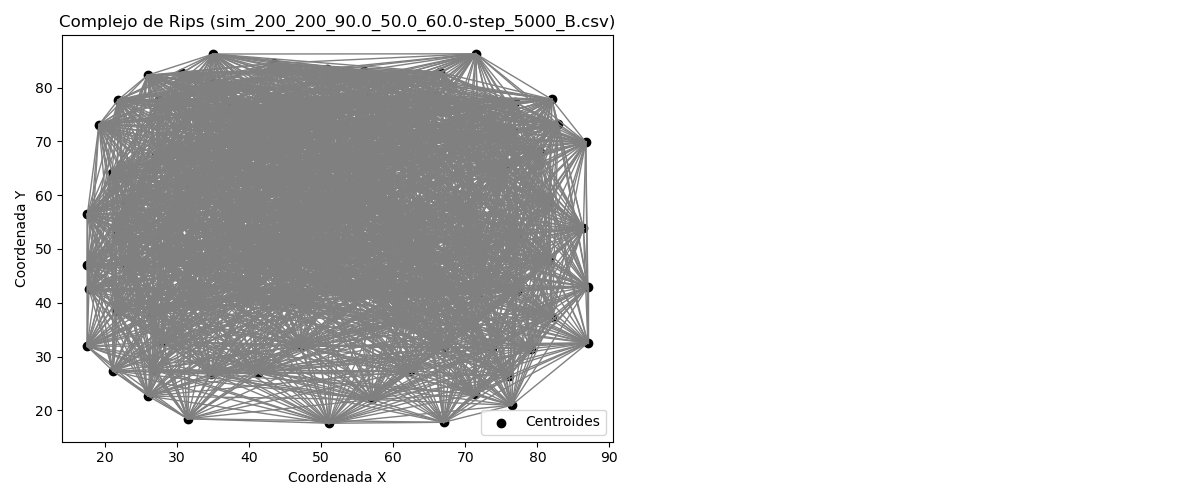 Complejo de Rips (sim_200_200_90.0_50.0_60.0-step_5000_B.csv)
Coordenada Y
80
70
60
50
40
30
20
Centroides
20 30 40 50 60 70 80 90
Coordenada X